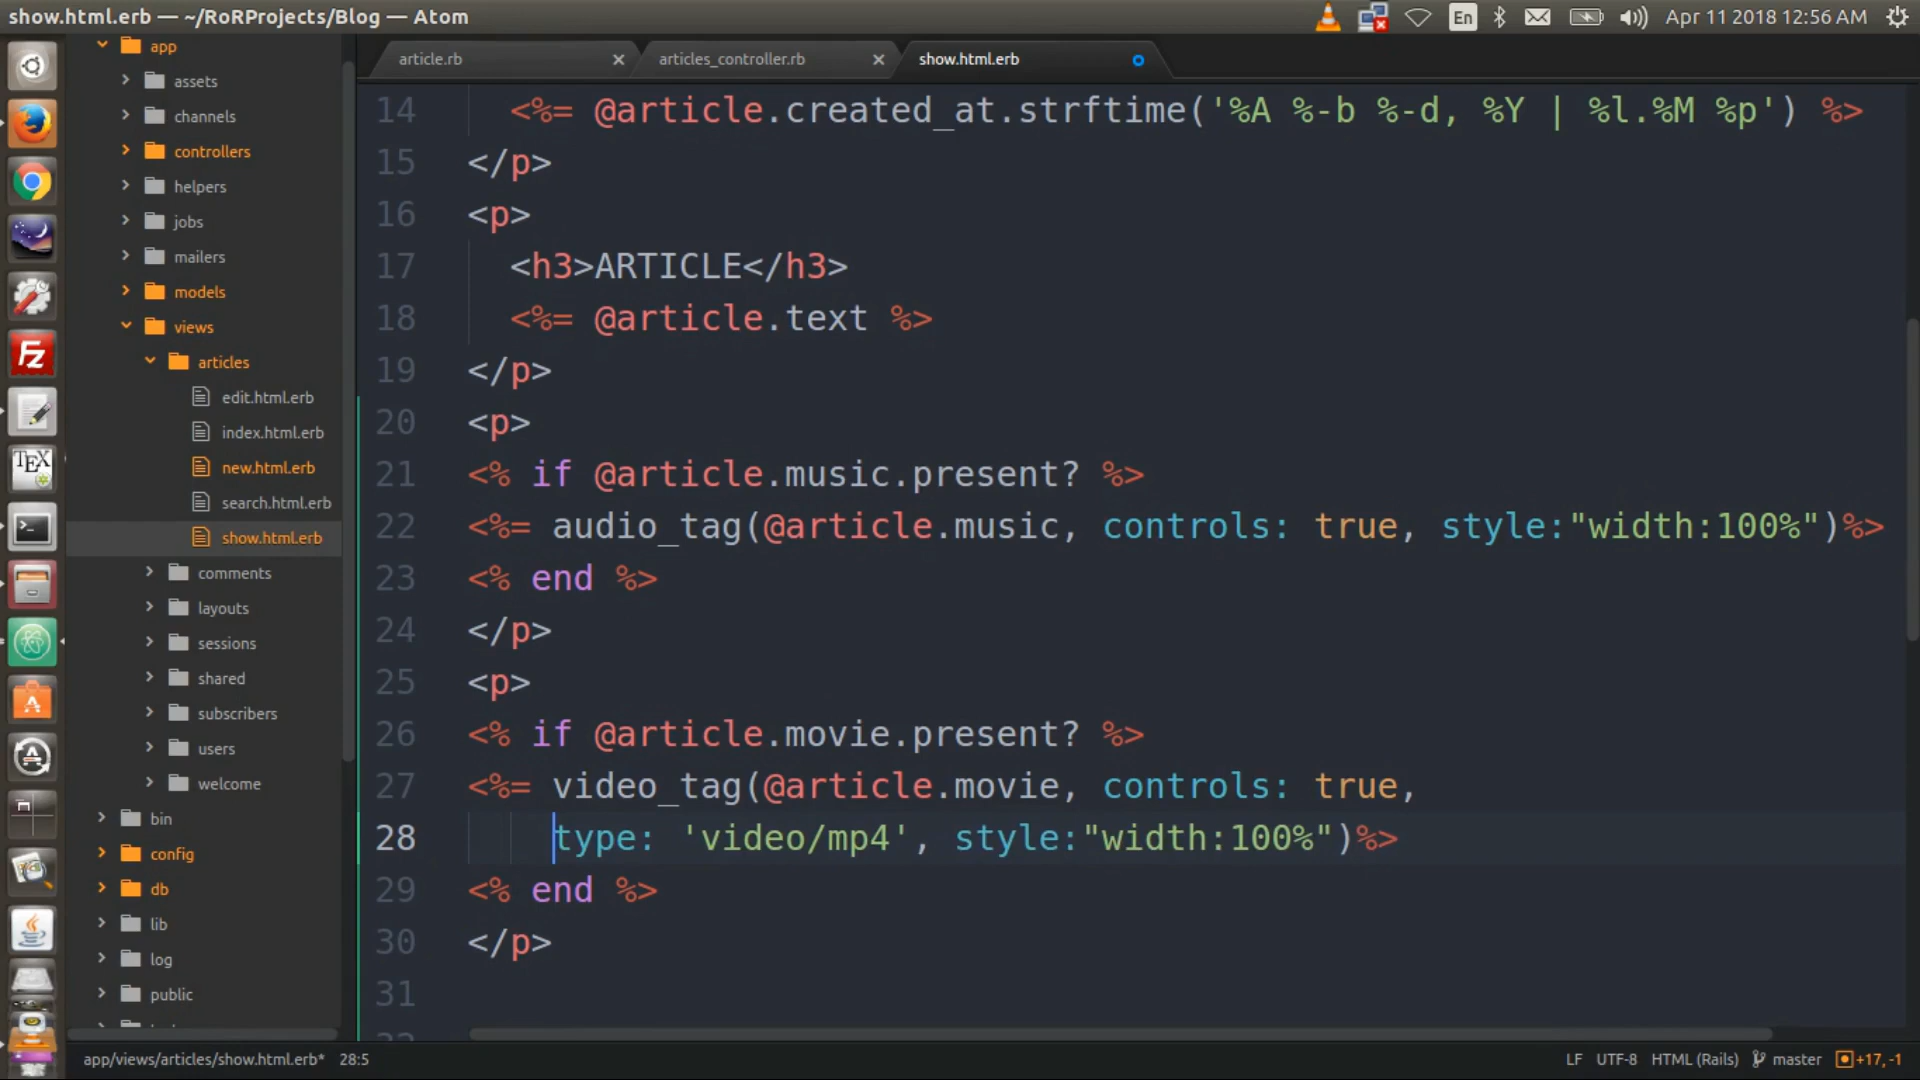 show.html.erb — ~/RoRProjects/Blog — Atom
En
Apr 11 2018 12:56 AM
app
assets
channels
controllers
helpers
jobs
mailers
models
views
articles
edit.html.erb
index.html.erb
new.html.erb
search.html.erb
show.html.erb
comments
layouts
sessions
shared
subscribers
users
welcome
bin
config
db
lib
log
public
FZ
TEX
article.rb
articles_controller.rb
show.html.erb
14 <%= @article.created_at.strftime('%A %-b %-d, %Y | %l.%M %p') %>
15 </p>
16 <p>
17 <h3>ARTICLE</h3>
18 <%= @article.text %>
19 </p>
20 <p>
21 <% if @article.music.present? %>
22 <%= audio_tag(@article.music, controls: true, style:"width:100%")%>
23 <% end %>
24 </p>
25 <p>
26 <% if @article.movie.present? %>
27 <%= video_tag(@article.movie, controls: true,
28 type: 'video/mp4', style:"width:100%")%>
29 <% end %>
30 </p>
31
app/views/articles/show.html.erb* 28:5
LF UTF-8 HTML (Rails) master +17, -1